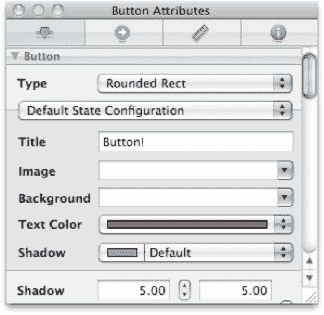 Button Attributes
Button
Type Rounded Rect
Default State Configuration
Title Button!
Image
Background
Text Color
Shadow Default
Shadow 5.00 5.00